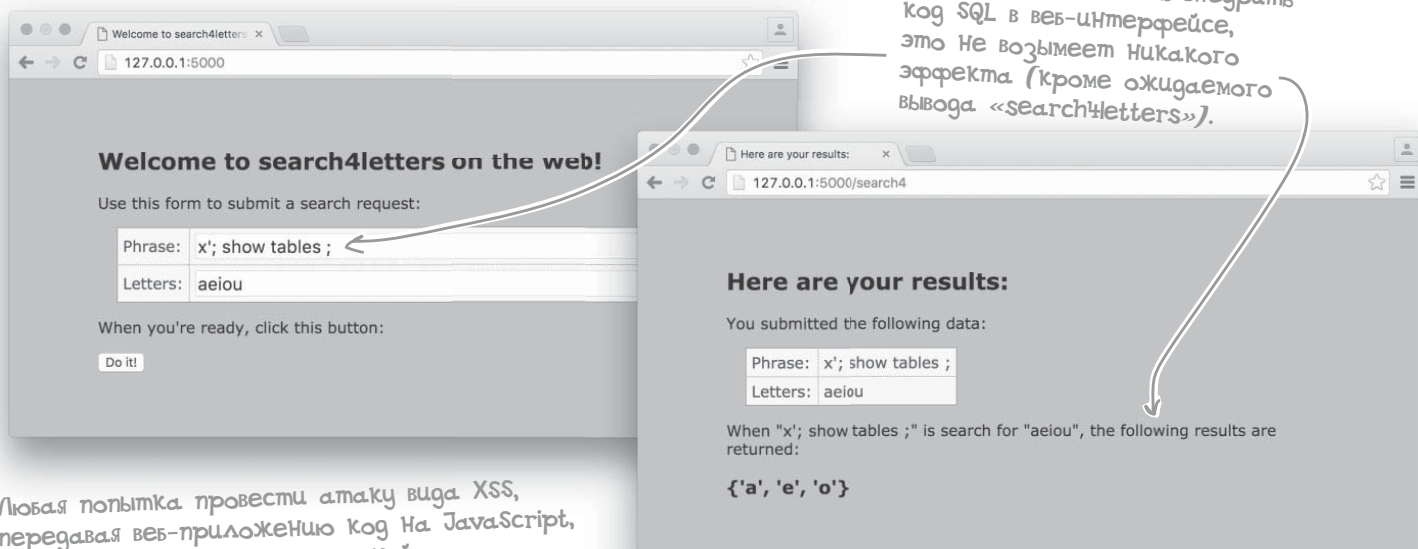 код SQL в веб-интерфейсе,
это не возымеет никакого
эффекта (кроме ожидаемого
вывода «search4letters»).
Welcome to search4letters
127.0.0.1:5000
Welcome to search4letters on the web!
Use this form to submit a search request:
Phrase: x'; show tables ;
Letters: aeiou
When you're ready, click this button:
Do it!
Here are your results:
127.0.0.1:5000/search4
Here are your results:
You submitted the following data:
Phrase: x'; show tables ;
Letters: aeiou
When "x'; show tables ;" is search for "aeiou", the following results are
returned:
{'a', 'e', 'o'}
Любая попытка провести атаку вида XSS,
передавая веб-приложению код на JavaScript,